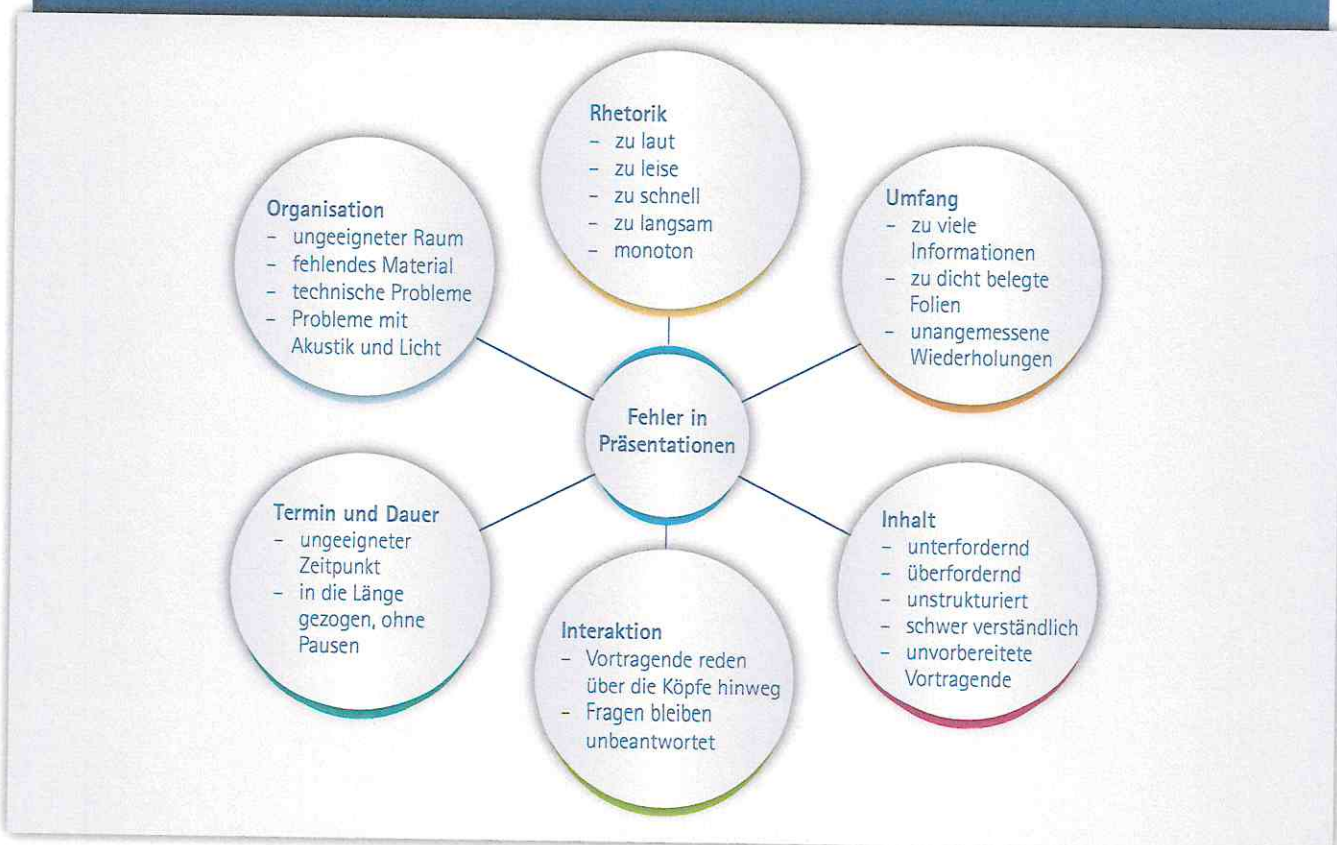 Rhetorik
– zu laut
– zu leise
– zu schnell
– zu langsam
– monoton
Organisation
– ungeeigneter Raum
– fehlendes Material
– technische Probleme
– Probleme mit
Akustik und Licht
Umfang
– zu viele
Informationen
– zu dicht belegte
Folien
– unangemessene
Wiederholungen
Fehler in
Präsentationen
Termin und Dauer
– ungeeigneter
Zeitpunkt
– in die Länge
gezogen, ohne
Pausen
Interaktion
– Vortragende reden
über die Köpfe hinweg
– Fragen bleiben
unbeantwortet
Inhalt
– unterfordernd
– überfordernd
– unstrukturiert
– schwer verständlich
– unvorbereitete
Vortragende